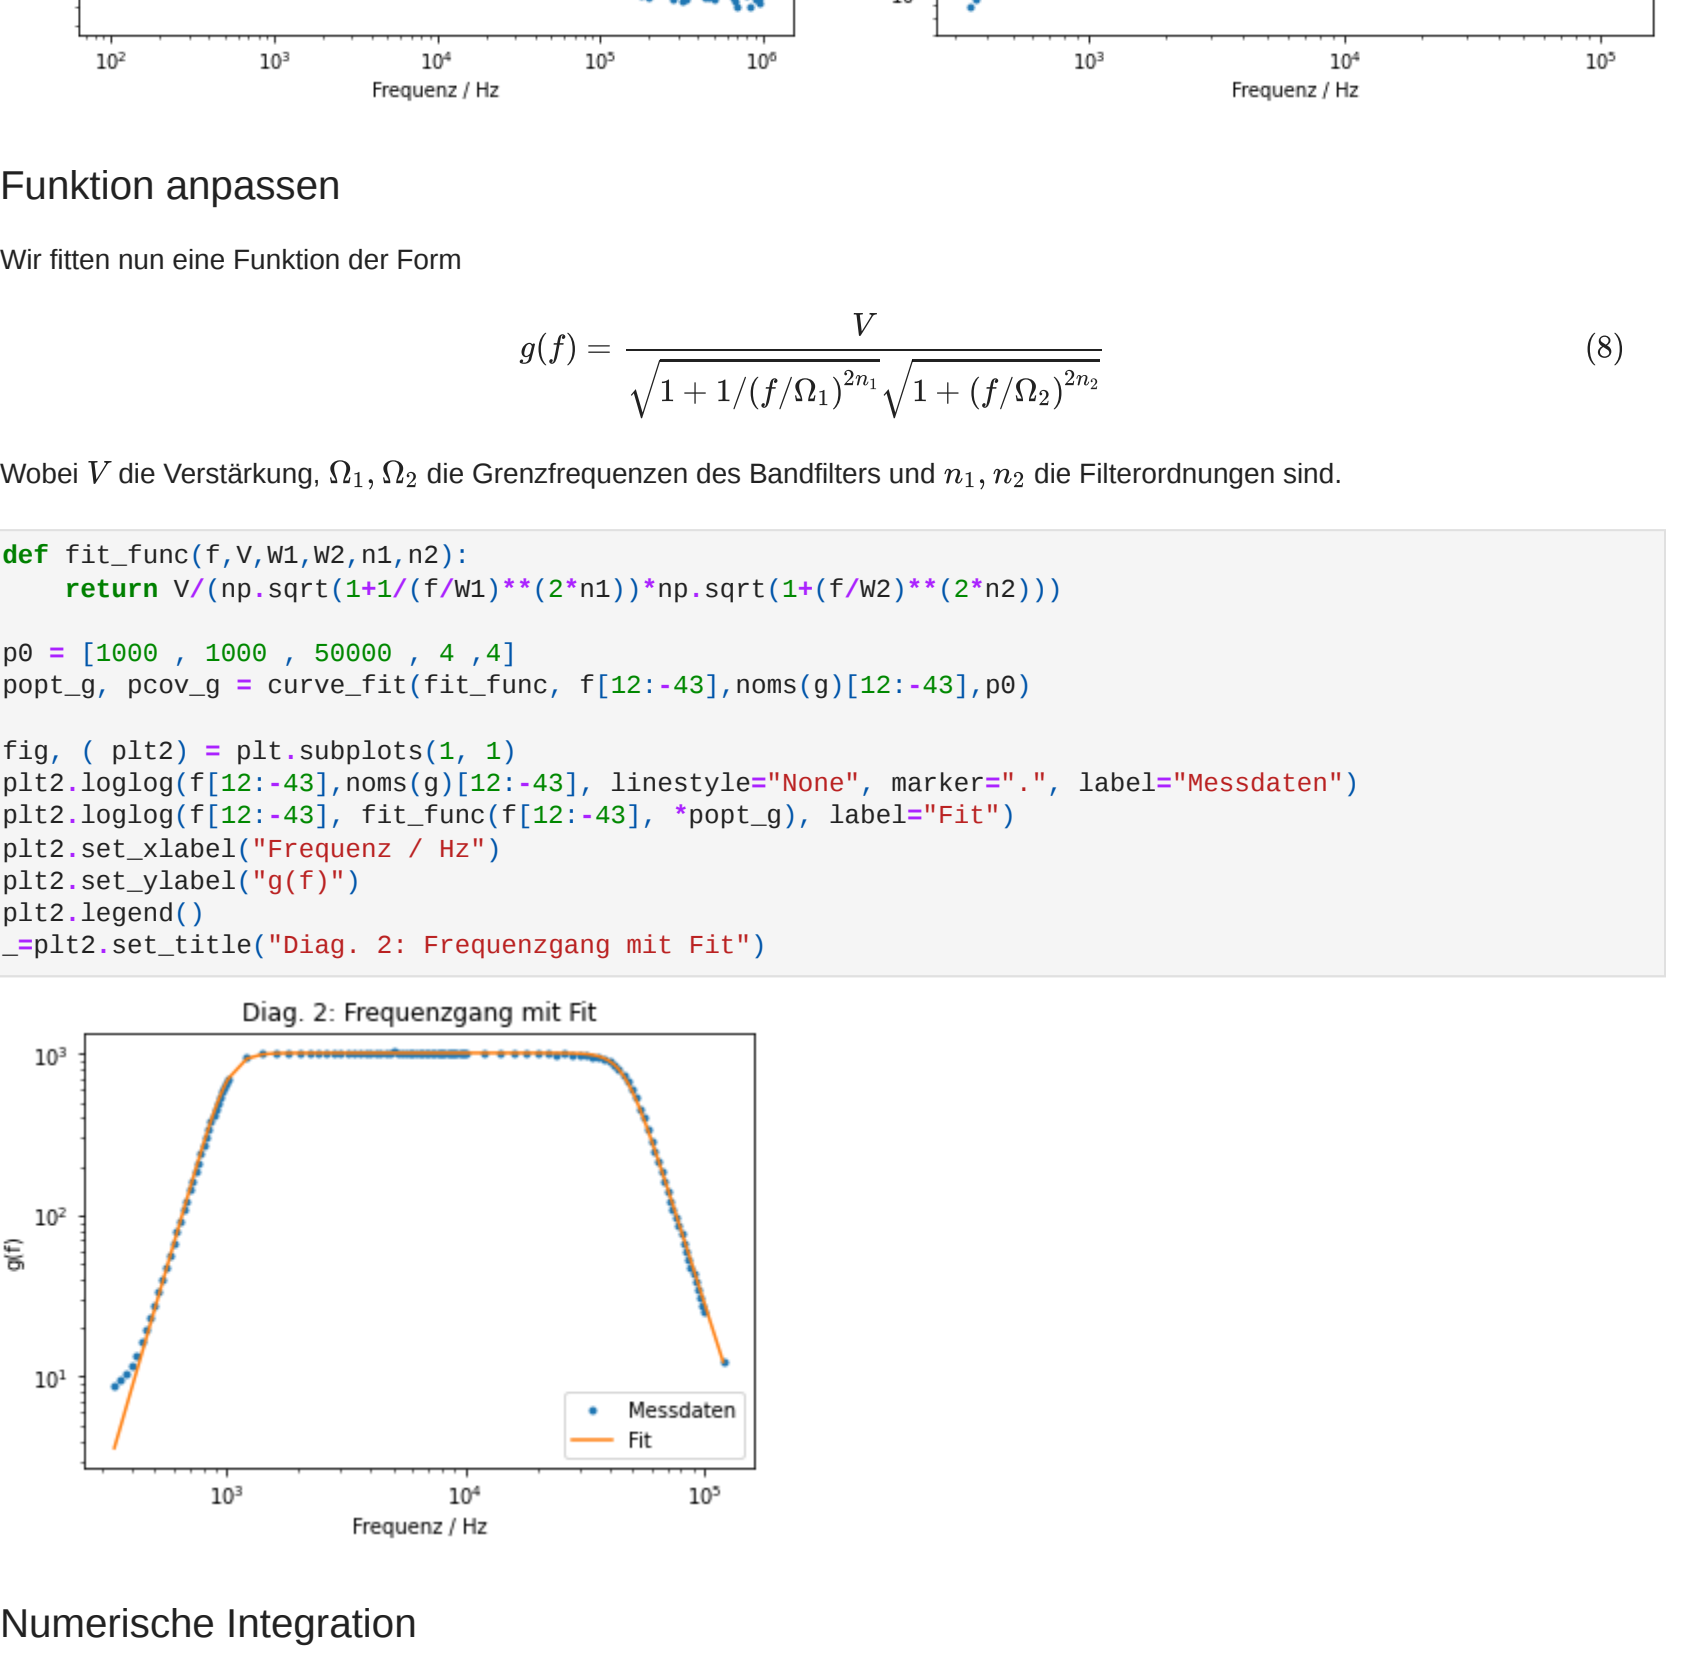 10² 10³ 10⁴ 10⁵ 10⁶
Frequenz / Hz
10³ 10⁴ 10⁵
Frequenz / Hz
Funktion anpassen
Wir fitten nun eine Funktion der Form
g(f) = V / (√(1 + 1/(f/Ω₁)^{2n₁}) √(1 + (f/Ω₂)^{2n₂})) (8)
Wobei V die Verstärkung, Ω₁, Ω₂ die Grenzfrequenzen des Bandfilters und n₁, n₂ die Filterordnungen sind.
def fit_func(f,V,W1,W2,n1,n2):
    return V/(np.sqrt(1+1/(f/W1)**(2*n1))*np.sqrt(1+(f/W2)**(2*n2)))
p0 = [1000 , 1000 , 50000 , 4 ,4]
popt_g, pcov_g = curve_fit(fit_func, f[12:-43],noms(g)[12:-43],p0)
fig, ( plt2) = plt.subplots(1, 1)
plt2.loglog(f[12:-43],noms(g)[12:-43], linestyle="None", marker=".", label="Messdaten")
plt2.loglog(f[12:-43], fit_func(f[12:-43], *popt_g), label="Fit")
plt2.set_xlabel("Frequenz / Hz")
plt2.set_ylabel("g(f)")
plt2.legend()
_=plt2.set_title("Diag. 2: Frequenzgang mit Fit")
Diag. 2: Frequenzgang mit Fit
10³
10²
10¹
g(f)
Messdaten
Fit
10³ 10⁴ 10⁵
Frequenz / Hz
Numerische Integration